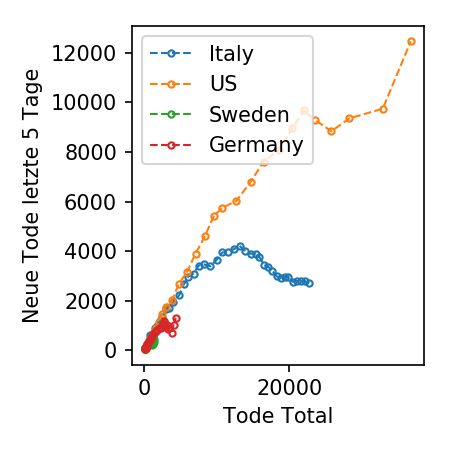 Italy
US
Sweden
Germany
12000
10000
8000
6000
4000
2000
0
Neue Tode letzte 5 Tage
0 20000
Tode Total